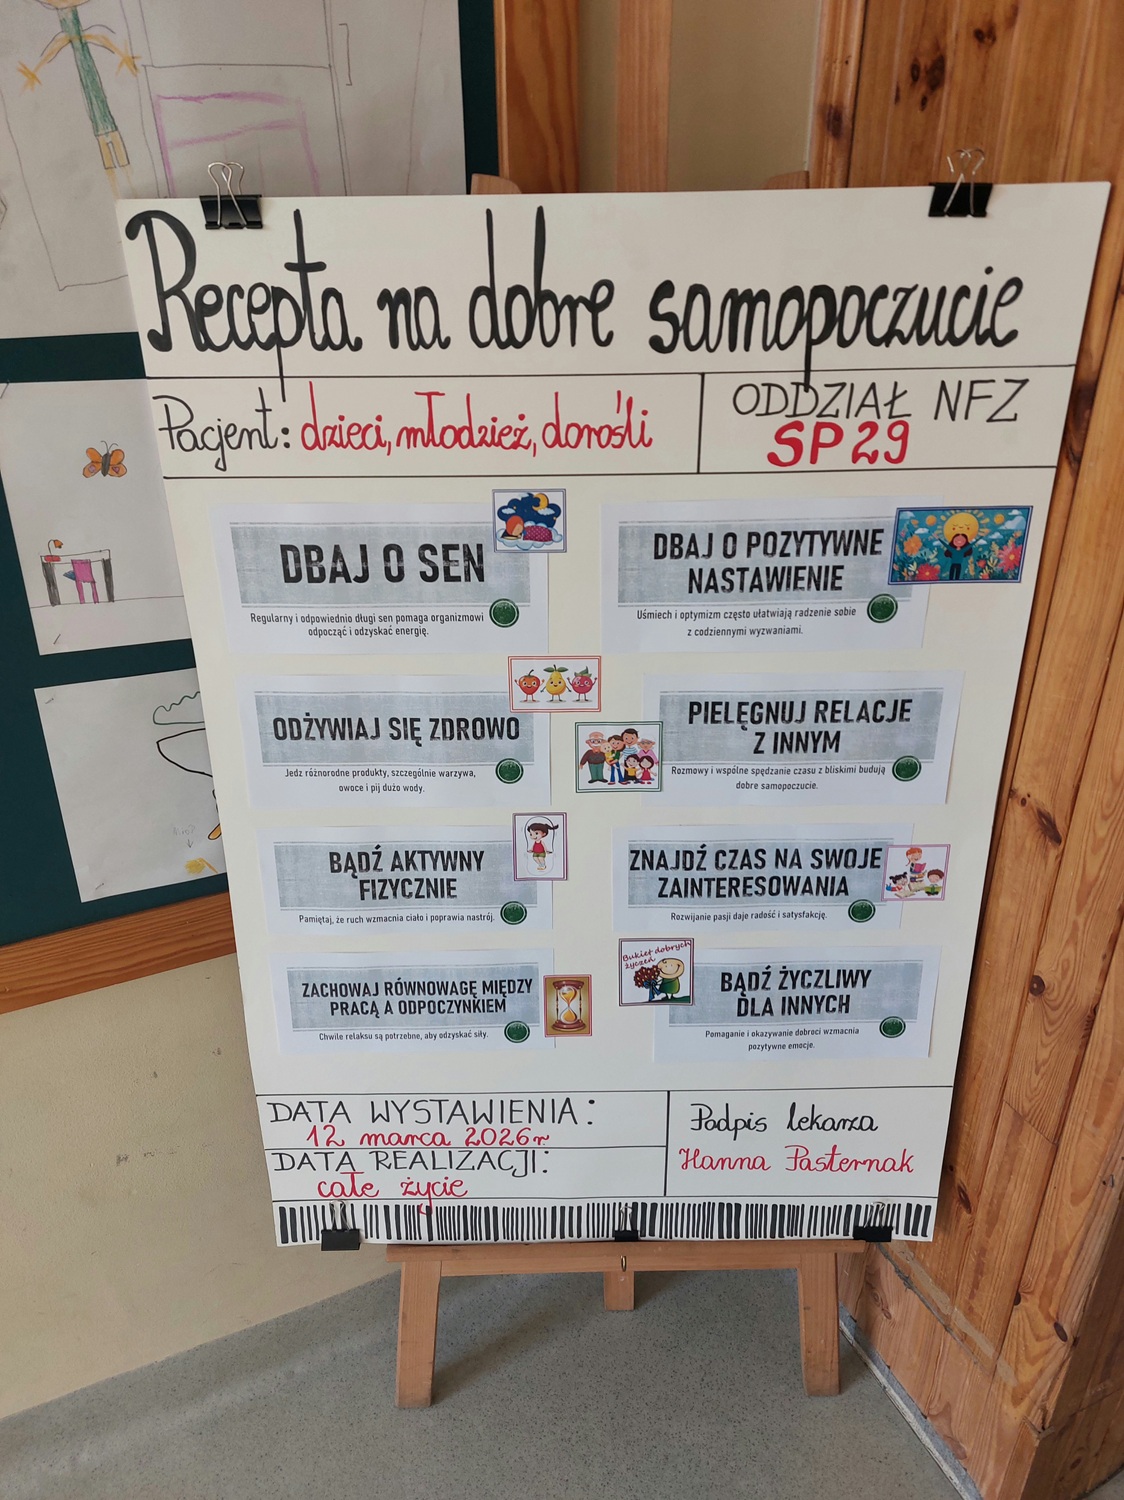 Recepta na dobre samopoczucie
Pacjent: dzieci, młodzież, dorośli
ODDZIAŁ NFZ
SP 29
DBAJ O SEN
Regularny i odpowiednio długi sen pomaga organizmowi
odpocząć i odzyskać energię.
DBAJ O POZYTYWNE
NASTAWIENIE
Uśmiech i optymizm często ułatwiają radzenie sobie
z codziennymi wyzwaniami.
ODŻYWIAJ SIĘ ZDROWO
Jedz różnorodne produkty, szczególnie warzywa,
owoce i pij dużo wody.
PIELĘGNUJ RELACJE
Z INNYM
Rozmowy i wspólne spędzanie czasu z bliskimi budują
dobre samopoczucie.
BĄDŹ AKTYWNY
FIZYCZNIE
Pamiętaj, że ruch wzmacnia ciało i poprawia nastrój.
ZNAJDŹ CZAS NA SWOJE
ZAINTERESOWANIA
Rozwijanie pasji daje radość i satysfakcję.
ZACHOWAJ RÓWNOWAGĘ MIĘDZY
PRACĄ A ODPOCZYNKIEM
Chwile relaksu są potrzebne, aby odzyskać siły.
Bukiet dobrych
życzeń
BĄDŹ ŻYCZLIWY
DLA INNYCH
Pomaganie i okazywanie dobroci wzmacnia
pozytywne emocje.
DATA WYSTAWIENIA:
12 marca 2026r
DATA REALIZACJI:
całe życie
Podpis lekarza
Hanna Pasternak